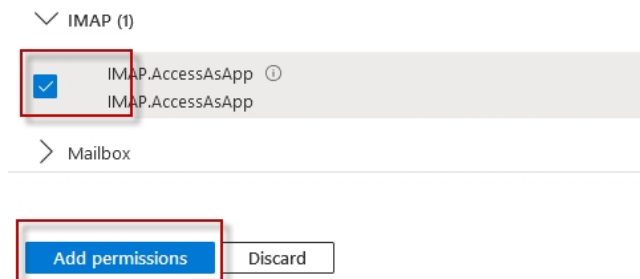 IMAP (1)
IMAP.AccessAsApp
IMAP.AccessAsApp
Mailbox
Add permissions Discard